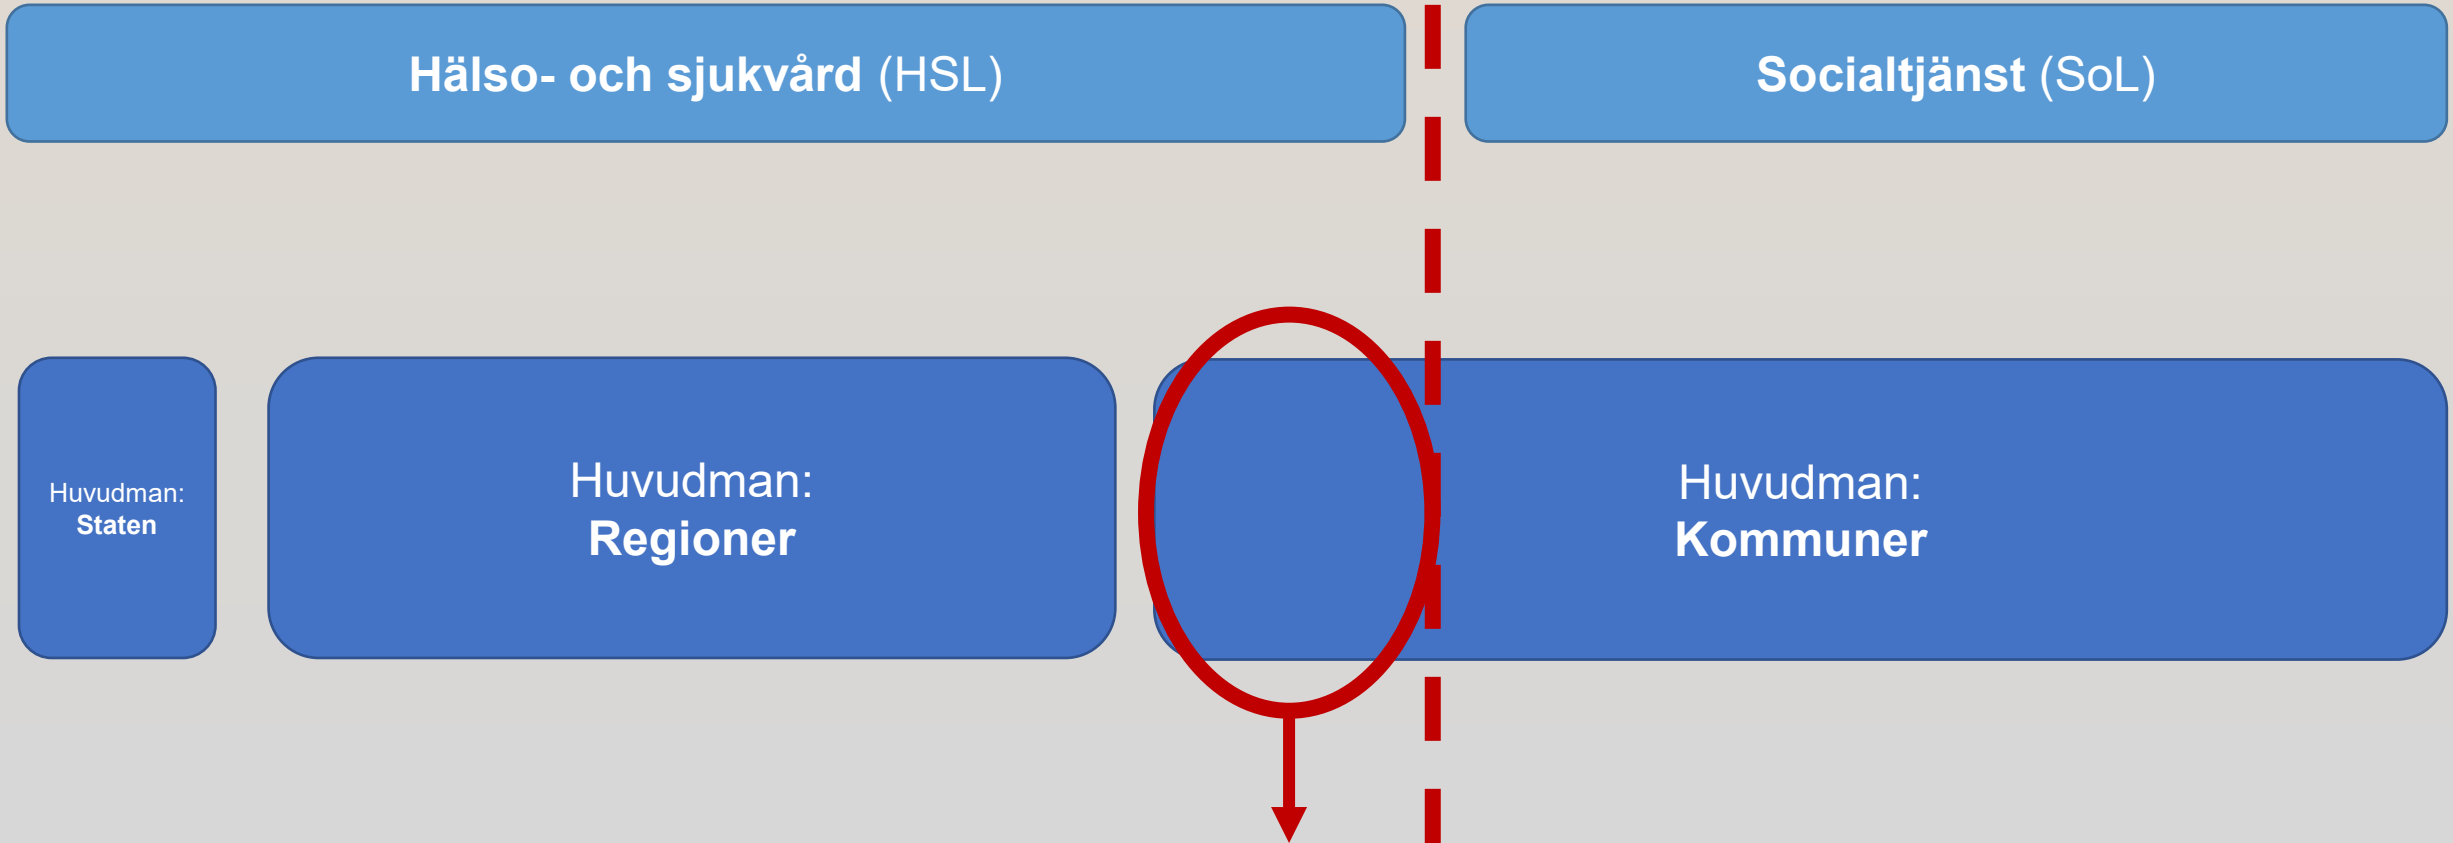 Hälso- och sjukvård (HSL)
Socialtjänst (SoL)
Huvudman:
Staten
Huvudman:
Regioner
Huvudman:
Kommuner